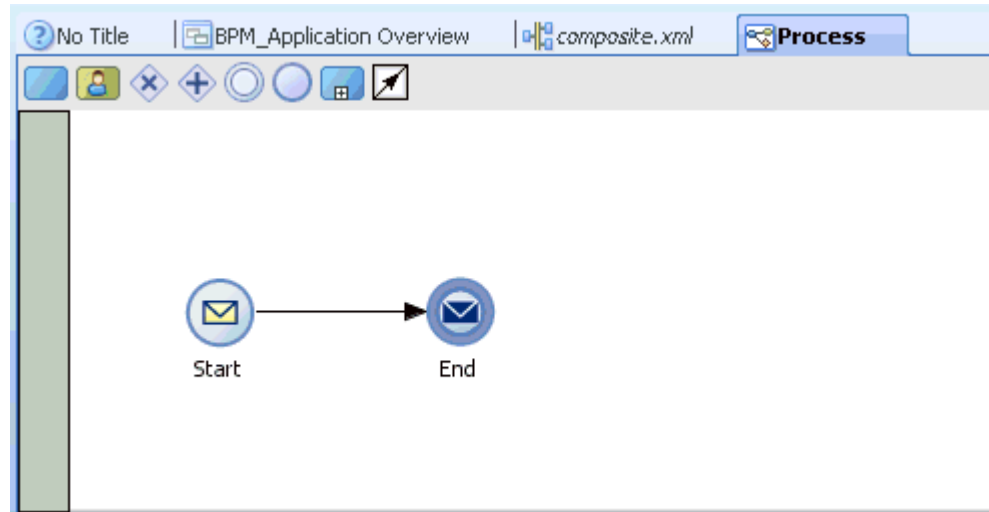 No Title BPM_Application Overview composite.xml Process
Start End